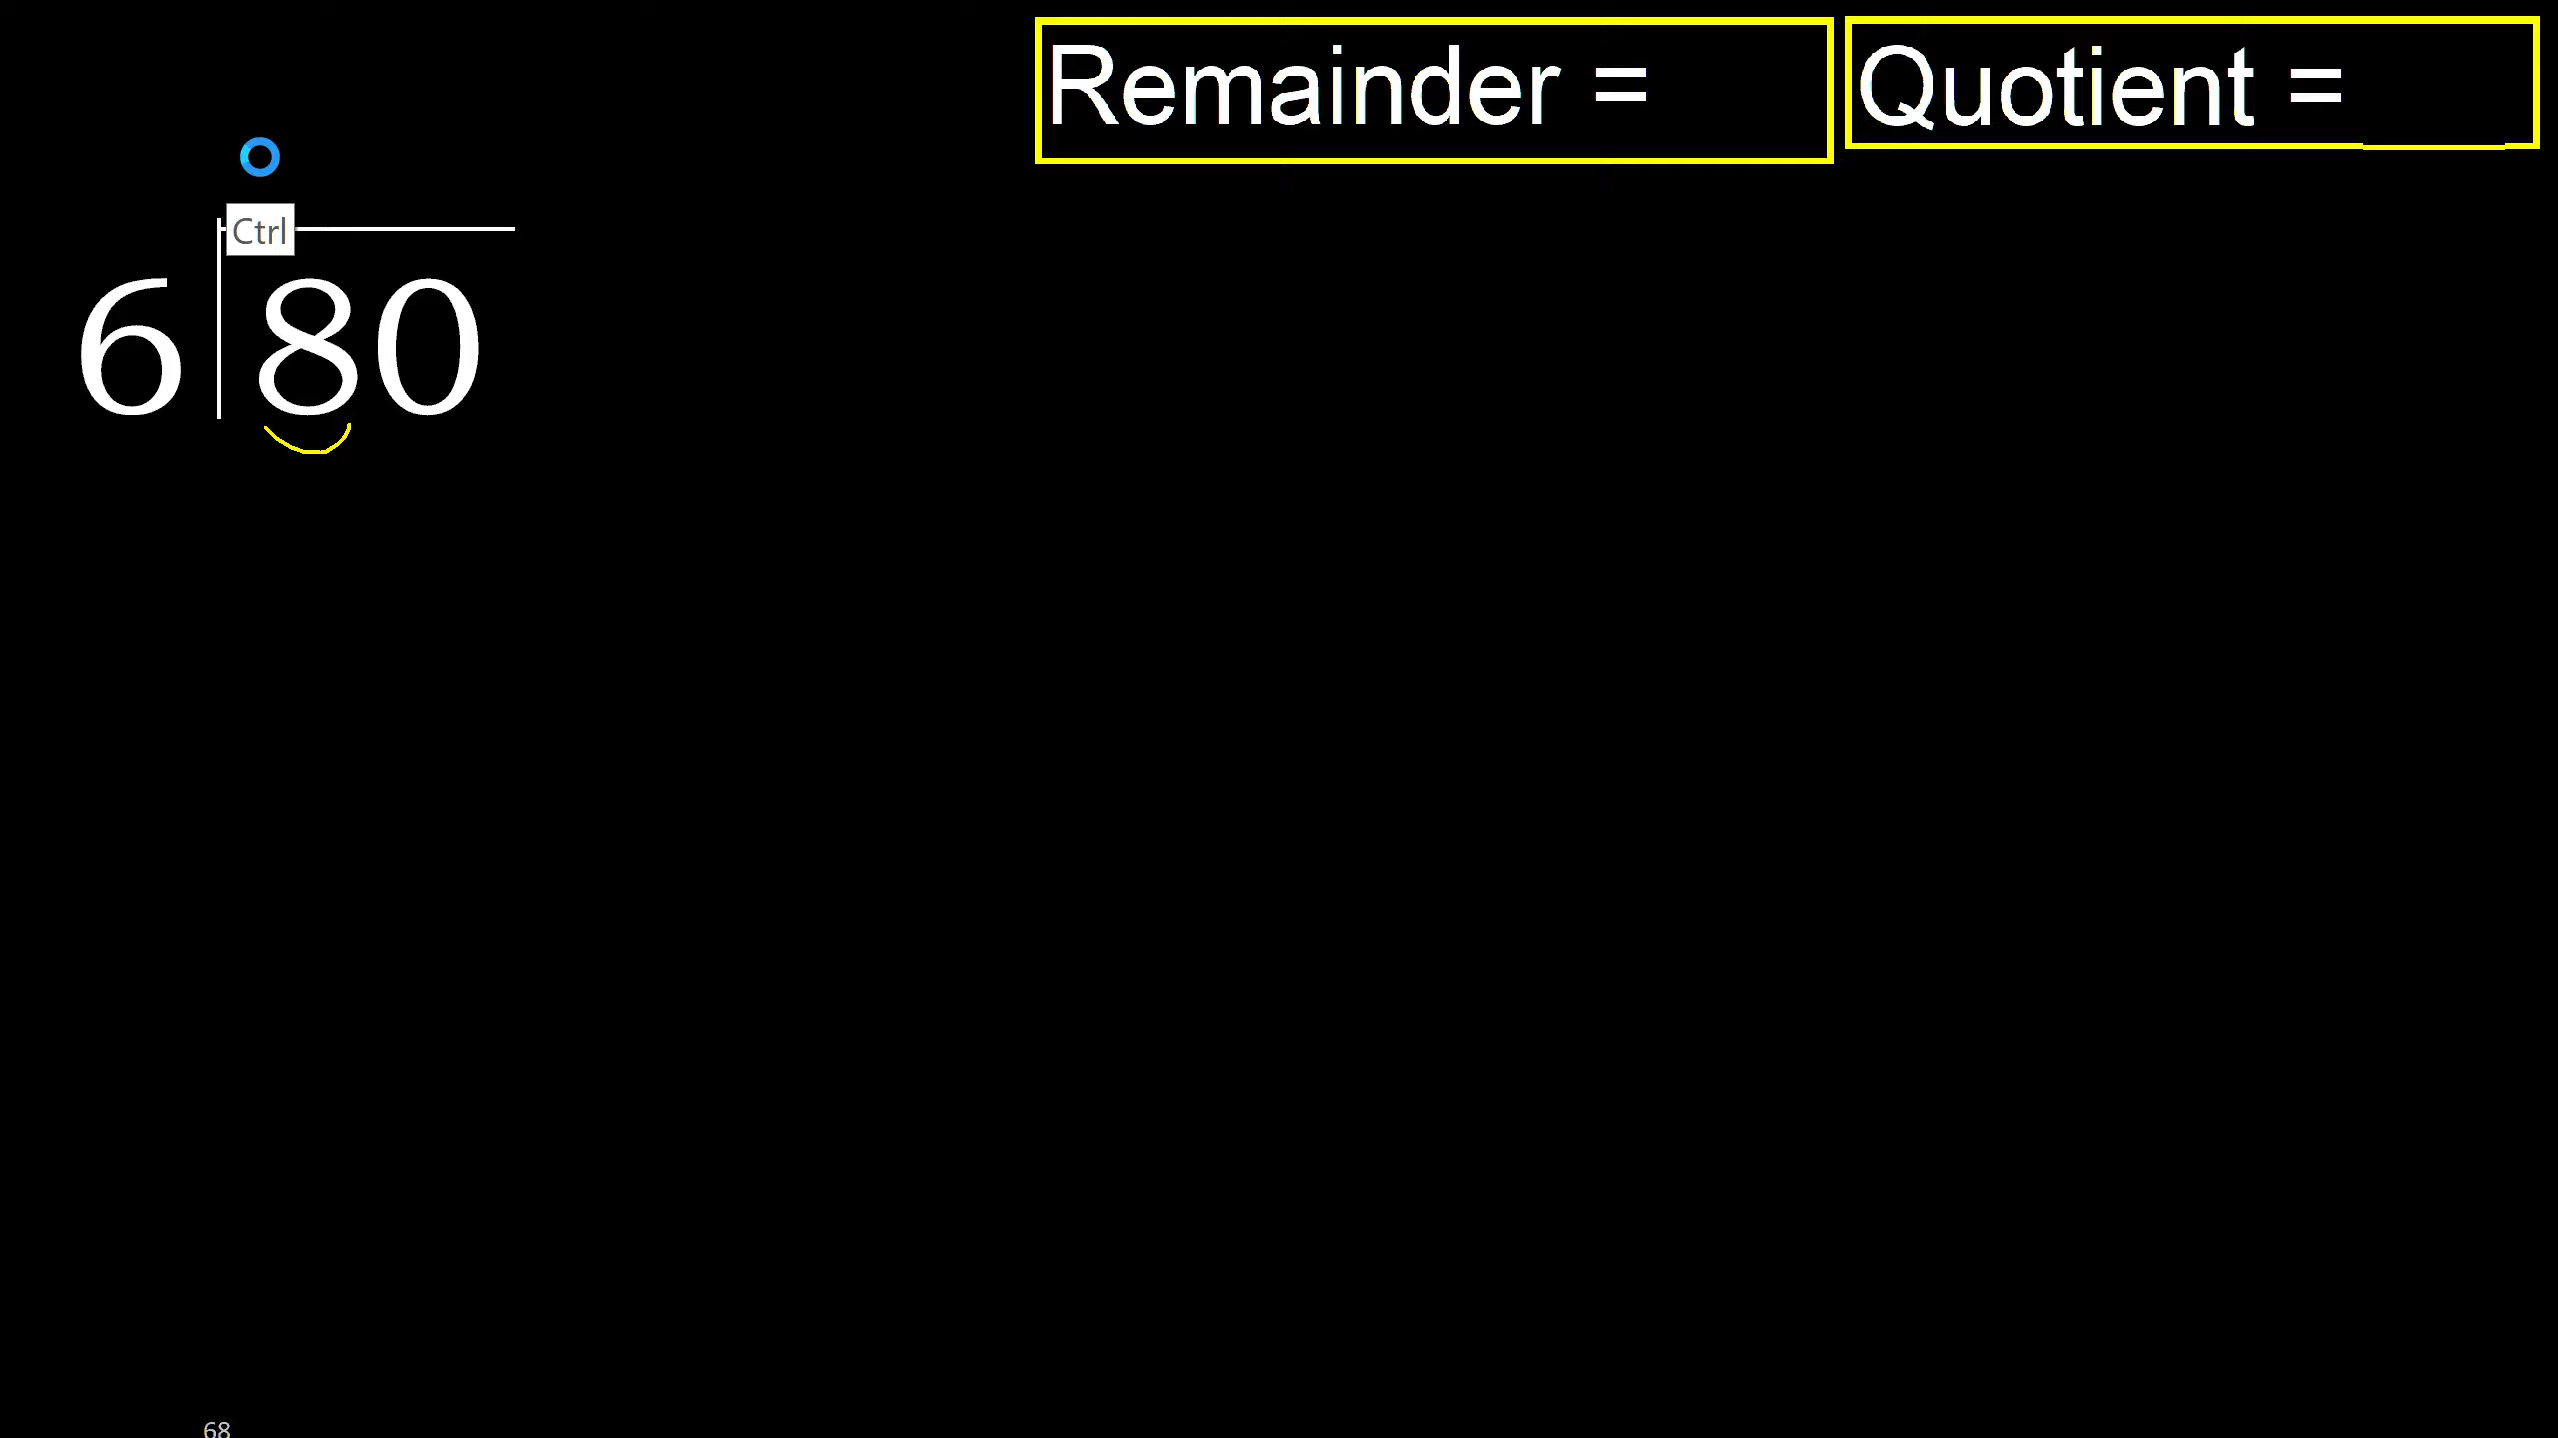 Remainder =
Quotient =
Ctrl
6 80
68